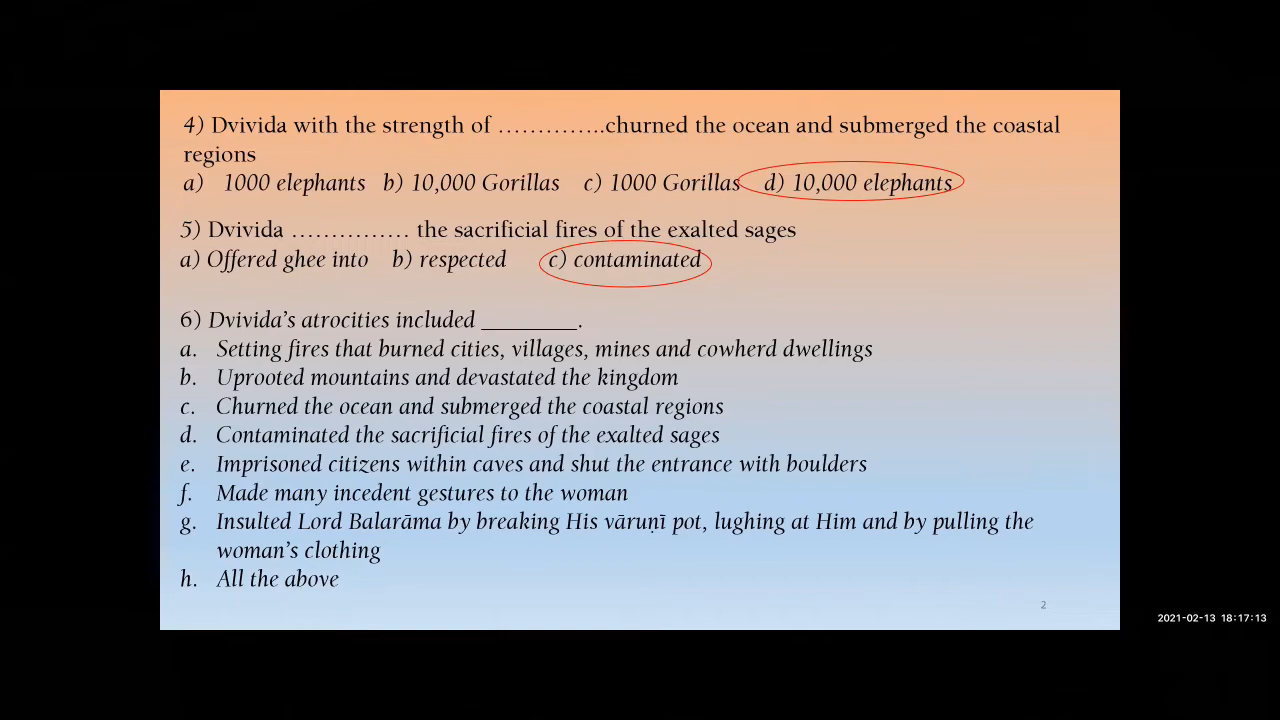 4) Dvivida with the strength of …………..churned the ocean and submerged the coastal
regions
a) 1000 elephants b) 10,000 Gorillas c) 1000 Gorillas d) 10,000 elephants
5) Dvivida …………… the sacrificial fires of the exalted sages
a) Offered ghee into b) respected c) contaminated
6) Dvivida’s atrocities included ________.
a. Setting fires that burned cities, villages, mines and cowherd dwellings
b. Uprooted mountains and devastated the kingdom
c. Churned the ocean and submerged the coastal regions
d. Contaminated the sacrificial fires of the exalted sages
e. Imprisoned citizens within caves and shut the entrance with boulders
f. Made many incedent gestures to the woman
g. Insulted Lord Balarāma by breaking His vāruṇī pot, lughing at Him and by pulling the
woman’s clothing
h. All the above
2
2021-02-13 18:17:13